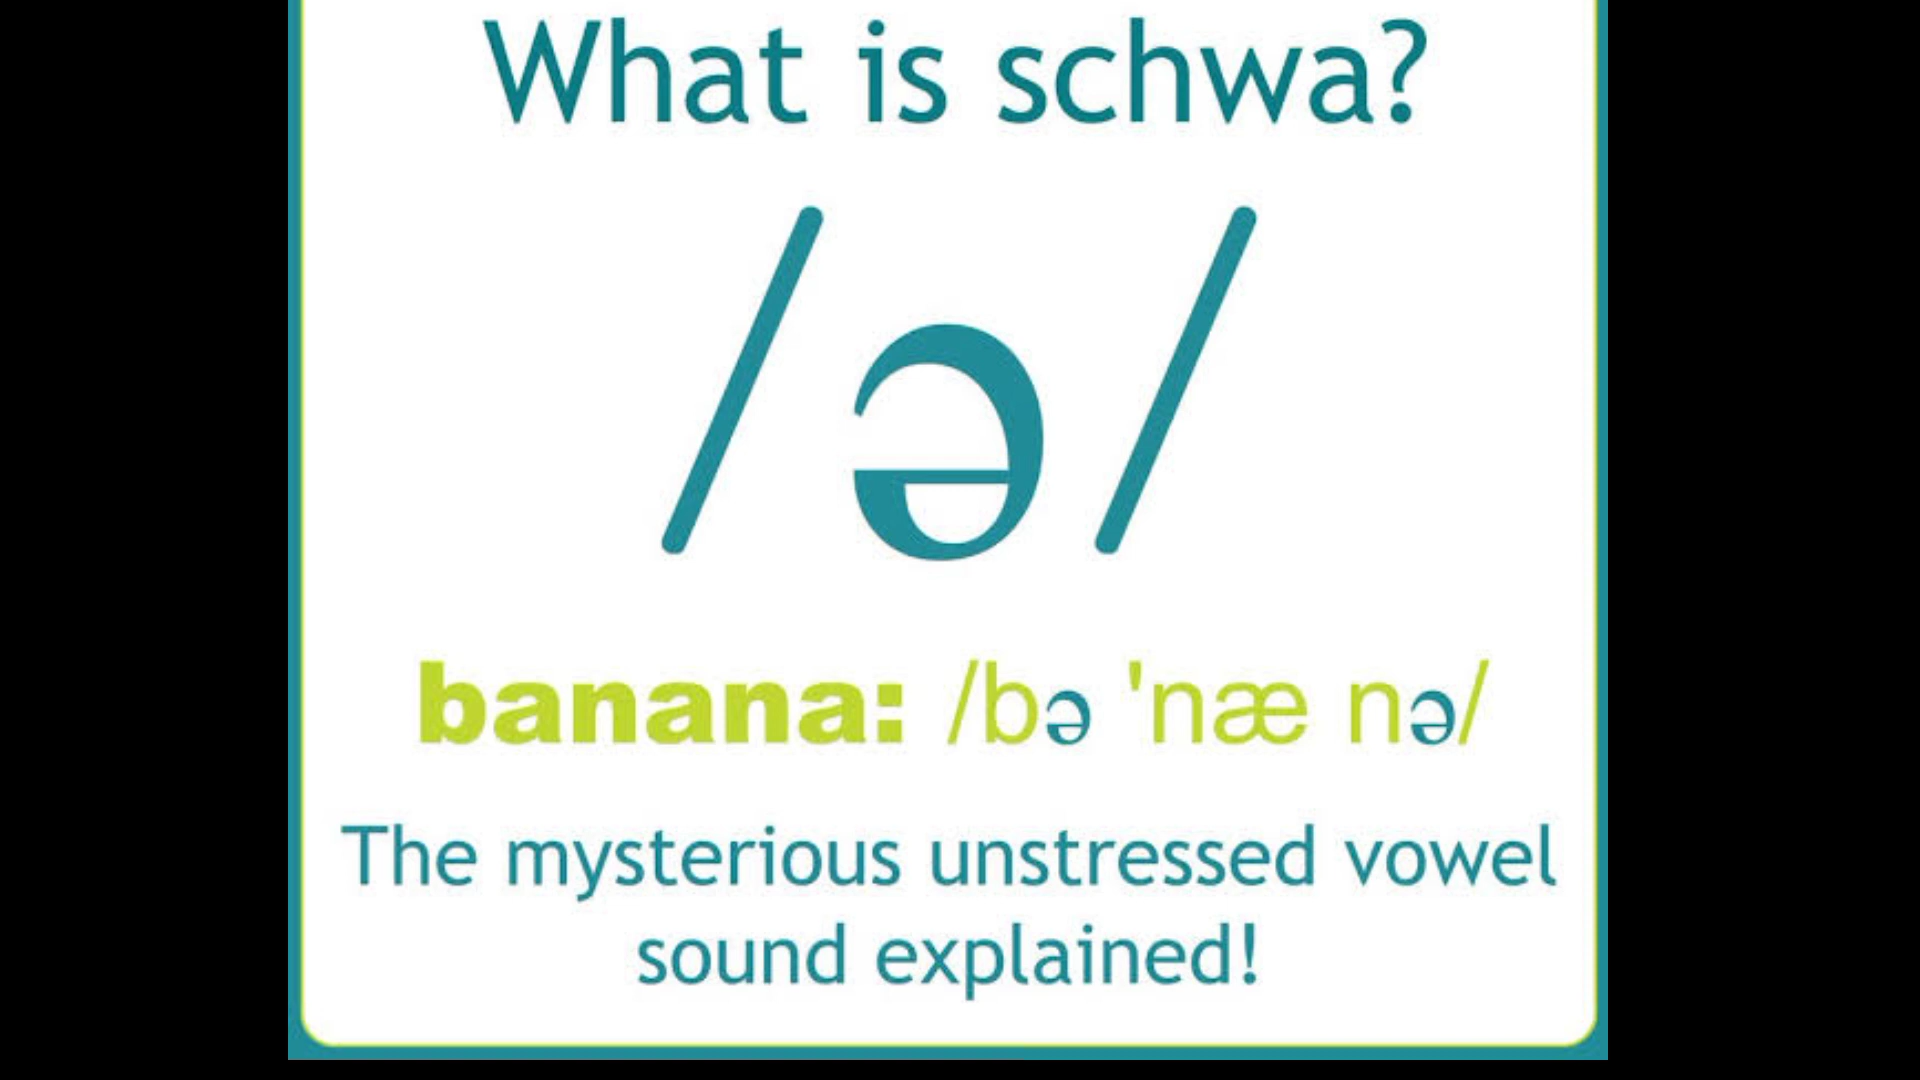 What is schwa?
/ə/
banana: /bə 'næ nə/
The mysterious unstressed vowel
sound explained!